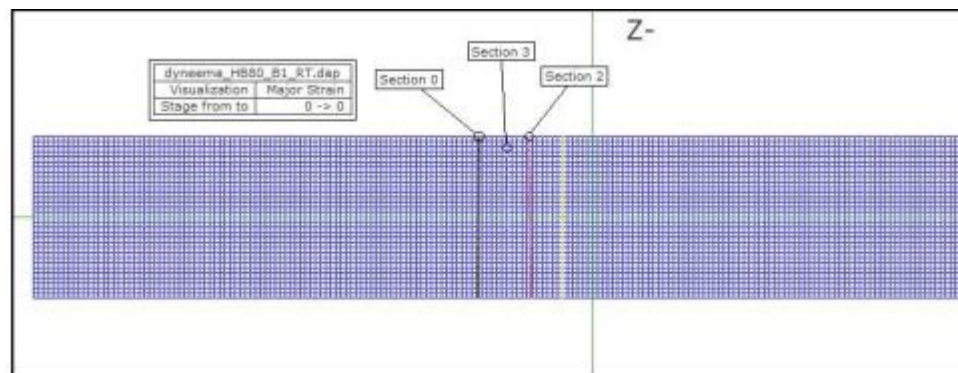 Z-
Section 3
dyneema_HB80_B1_RT.dap
Section 0
Section 2
Visualization Major Strain
Stage from to 0 -> 0